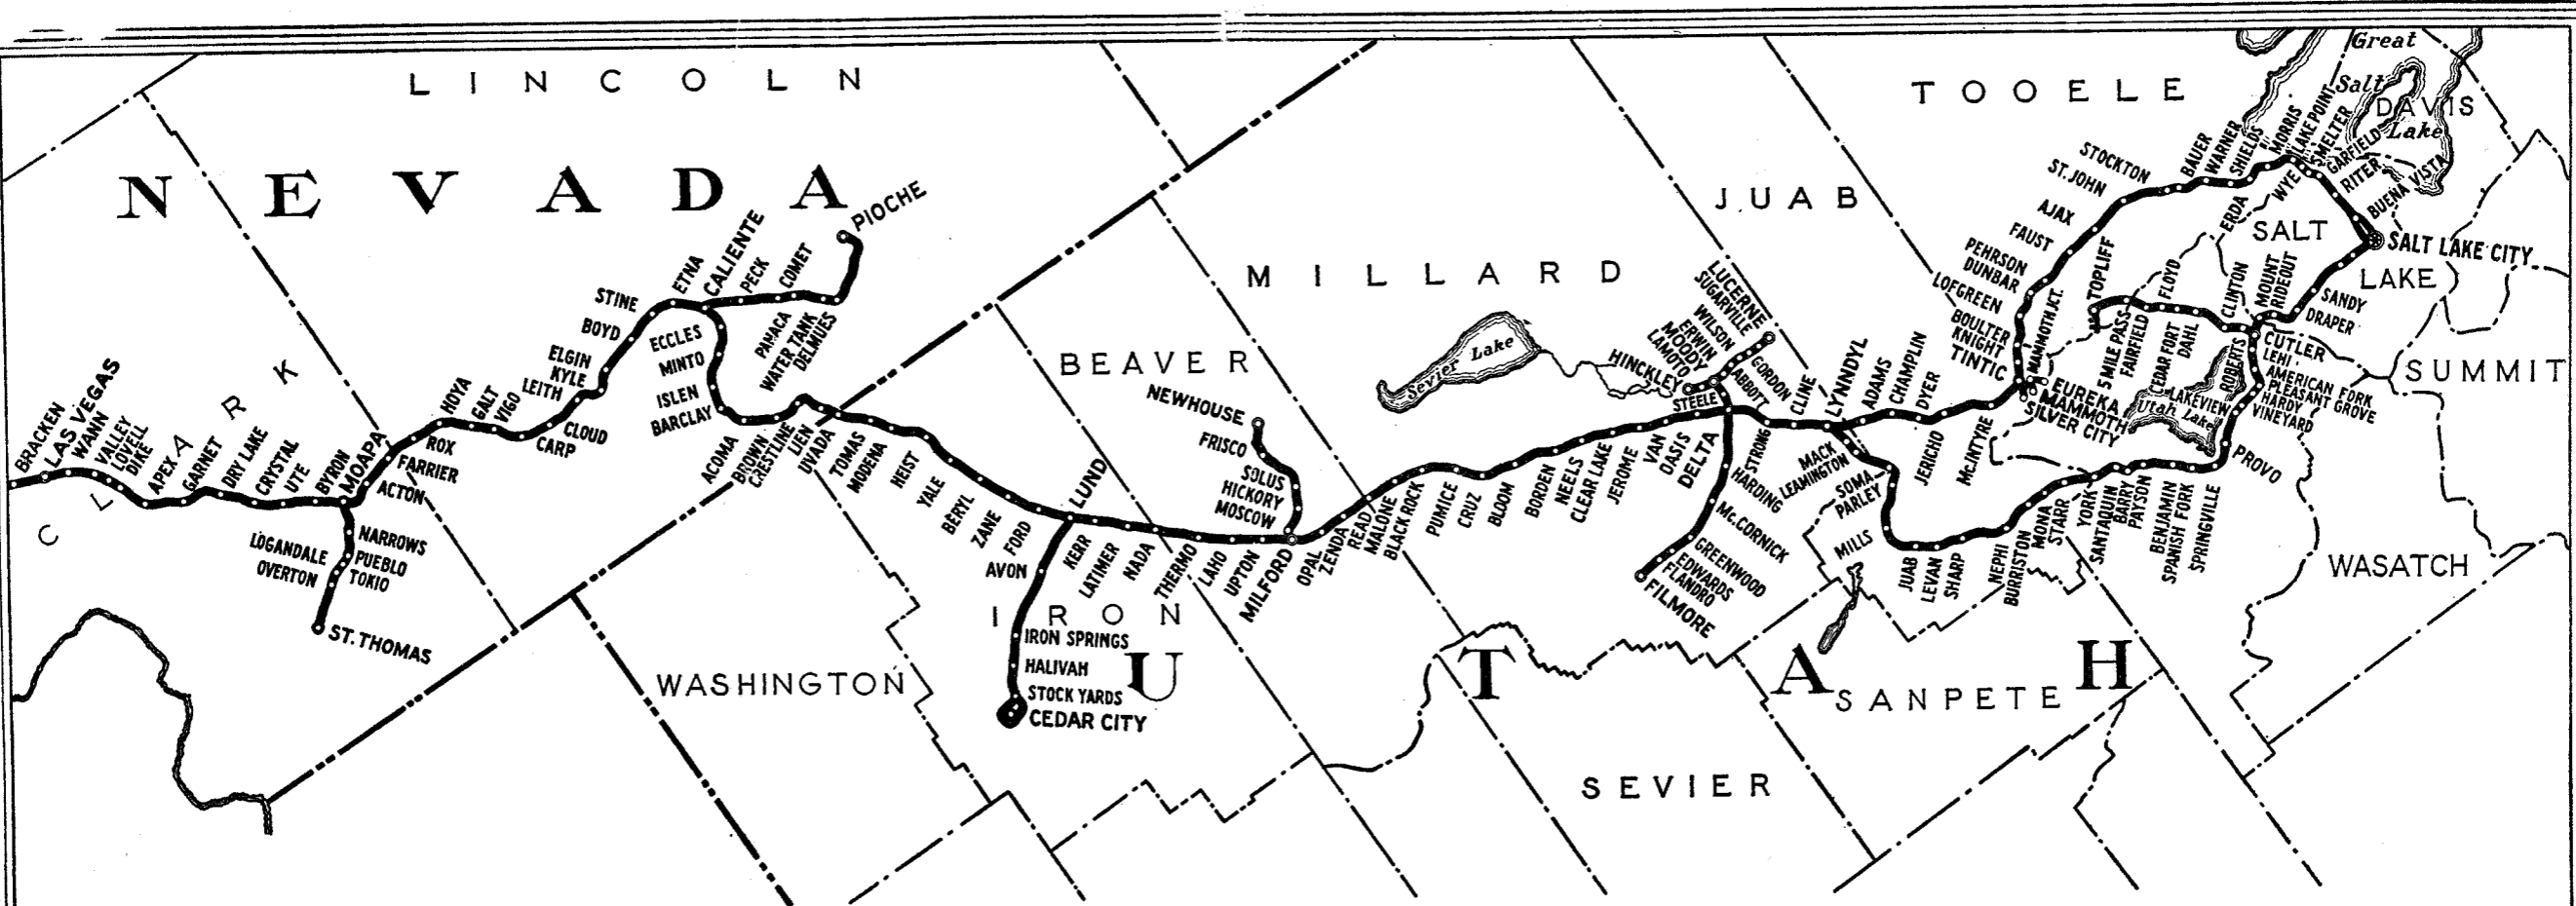 LINCOLN
NEVADA
CLARK
BRACKEN
LAS VEGAS
WANN
VALLEY
LOVELL
DIKE
APEX
GARNET
DRY LAKE
CRYSTAL
UTE
BYRON
MOAPA
LOGANDALE
OVERTON
NARROWS
PUEBLO
TOKIO
ST. THOMAS
ACTON
FARRIER
ROX
HOYA
GALT
VIGO
CARP
CLOUD
LEITH
KYLE
ELGIN
BOYD
STINE
ETNA
CALIENTE
PECK
COMET
PIOCHE
PANACA
WATER TANK
DELMUES
ECCLES
MINTO
ISLEN
BARCLAY
ACOMA
BROWN
CRESTLINE
LIEN
UVADA
TOMAS
MODENA
HEIST
YALE
BERYL
ZANE
FORD
LUND
AVON
IRON SPRINGS
HALIVAH
STOCK YARDS
CEDAR CITY
KERR
LATIMER
NADA
THERMO
LAHO
UPTON
MILFORD
IRON
WASHINGTON
BEAVER
NEWHOUSE
FRISCO
SOLUS
HICKORY
MOSCOW
OPAL
ZENDA
READ
MALONE
BLACK ROCK
PUMICE
CRUZ
BLOOM
BORDEN
NEELS
CLEAR LAKE
JEROME
VAN
OASIS
DELTA
MILLARD
Sevier Lake
HINCKLEY
LAMOTO
MOODY
ERWIN
WILSON
SUGARVILLE
LUCERNE
GORDON
ABBOTT
STEELE
STRONG
HARDING
Mc.CORNICK
GREENWOOD
EDWARDS
FLANDRO
FILMORE
CLINE
LYNNDYL
ADAMS
CHAMPLIN
DYER
JERICHO
Mc.INTYRE
MACK
LEAMINGTON
SOMA
PARLEY
MILLS
JUAB
LEVAN
SHARP
NEPHI
BURRISTON
MONA
STARR
YORK
SANTAQUIN
BARRY
PAYSON
BENJAMIN
SPANISH FORK
SPRINGVILLE
PROVO
JUAB
TOOELE
TINTIC
KNIGHT
BOULTER
LOFGREEN
DUNBAR
PEHRSON
FAUST
AJAX
ST. JOHN
STOCKTON
BAUER
WARNER
SHIELDS
MORRIS
LAKE POINT
SMELTER
GARFIELD
RITER
BUENA VISTA
ERDA
WYE
SALT LAKE CITY
SALT
LAKE
Great
Salt
Lake
DAVIS
MAMMOTH JCT.
EUREKA
MAMMOTH
SILVER CITY
TOPLIFF
5 MILE PASS
FAIRFIELD
FLOYD
CEDAR FORT
DAHL
CLINTON
MOUNT
RIDEOUT
SANDY
DRAPER
CUTLER
LEHI
AMERICAN FORK
PLEASANT GROVE
HARDY
VINEYARD
ROBERTS
LAKEVIEW
Utah Lake
SUMMIT
WASATCH
UTAH
SANPETE
SEVIER